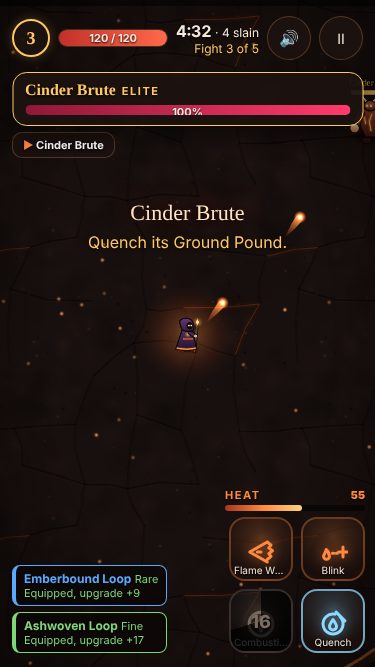 3
120 / 120
4:32 · 4 slain
Fight 3 of 5
Cinder Brute ELITE
100%
▶ Cinder Brute
Cinder Brute
Quench its Ground Pound.
HEAT 55
Flame W...
Blink
Emberbound Loop Rare
Equipped, upgrade +9
Ashwoven Loop Fine
Equipped, upgrade +17
16
Combusti...
Quench